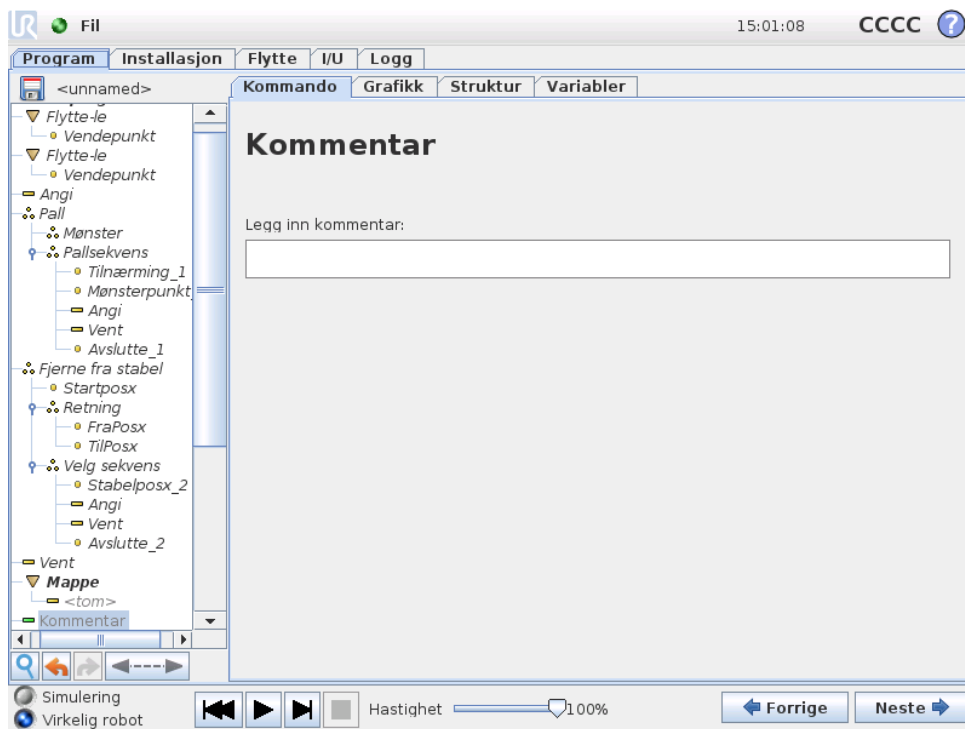 UR Fil 15:01:08 CCCC ?
Program Installasjon Flytte I/U Logg
<unnamed>
Kommando Grafikk Struktur Variabler
Flytte-le
Vendepunkt
Flytte-le
Vendepunkt
Angi
Pall
Mønster
Pallsekvens
Tilnærming_1
Mønsterpunkt_
Angi
Vent
Avslutte_1
Fjerne fra stabel
Startposx
Retning
FraPosx
TilPosx
Velg sekvens
Stabelposx_2
Angi
Vent
Avslutte_2
Vent
Mappe
<tom>
Kommentar
Kommentar
Legg inn kommentar:
Simulering
Virkelig robot
Hastighet 100%
Forrige Neste